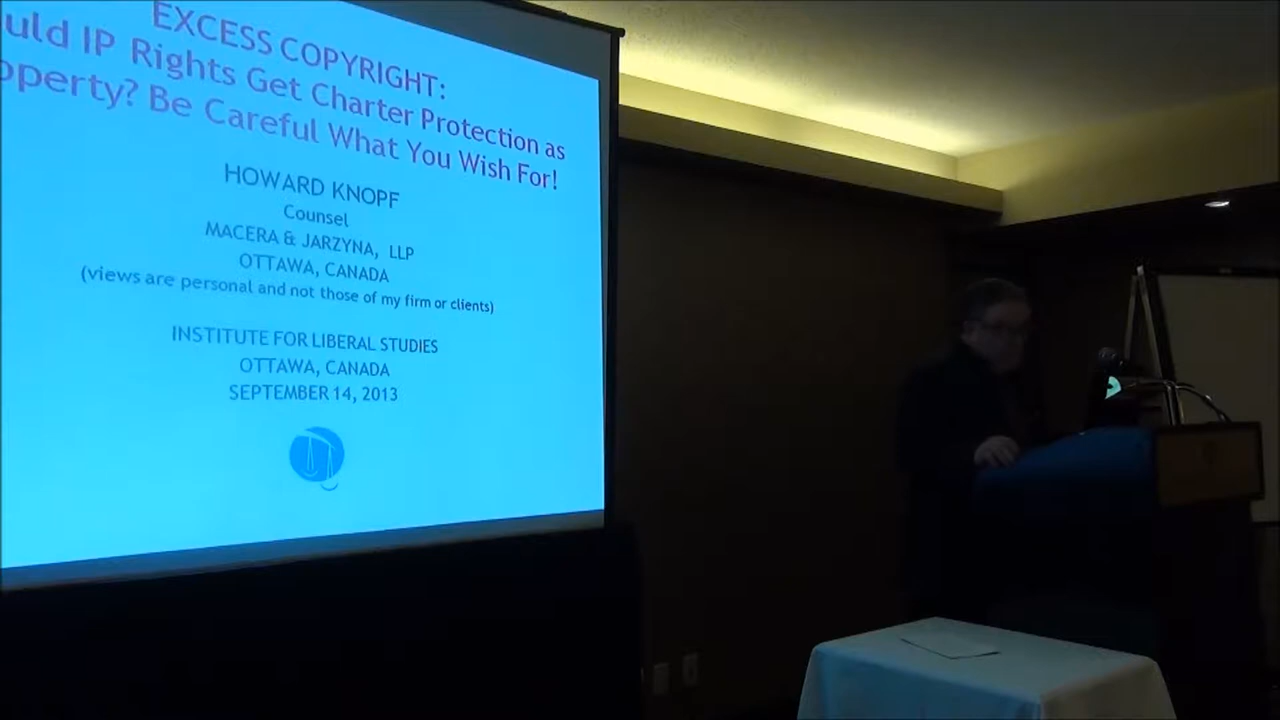 EXCESS COPYRIGHT:
uld IP Rights Get Charter Protection as
perty? Be Careful What You Wish For!
HOWARD KNOPF
Counsel
MACERA & JARZYNA, LLP
OTTAWA, CANADA
(views are personal and not those of my firm or clients)
INSTITUTE FOR LIBERAL STUDIES
OTTAWA, CANADA
SEPTEMBER 14, 2013